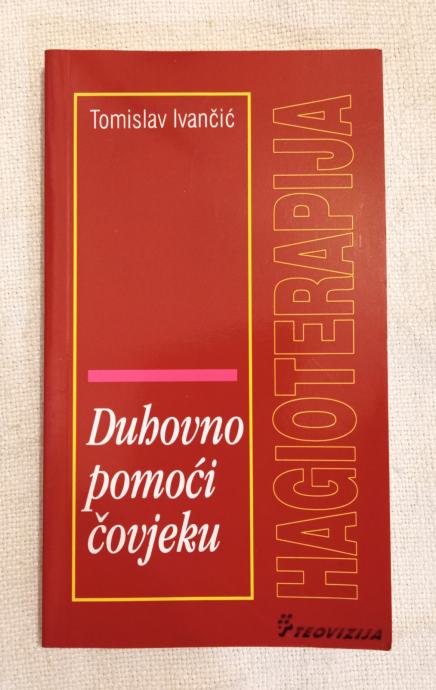 Tomislav Ivančić
Duhovno
pomoći
čovjeku
HAGIOTERAPIJA
TEOVIZIJA